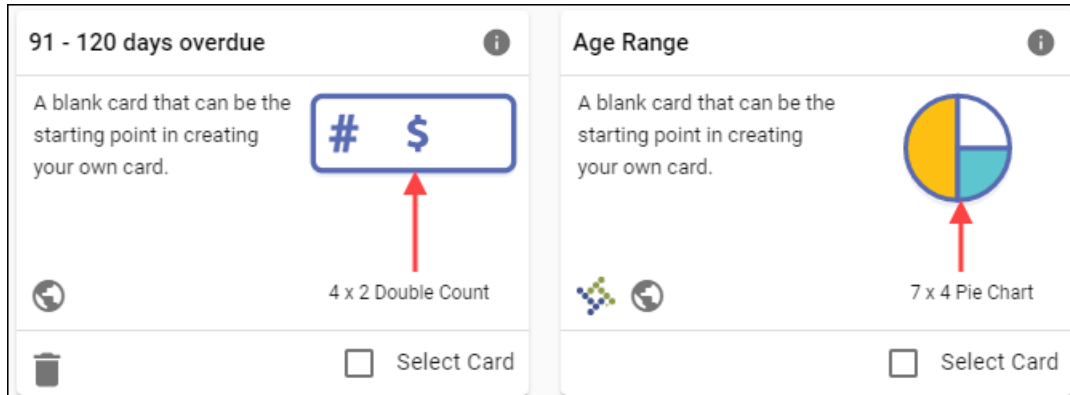 91 - 120 days overdue
A blank card that can be the
starting point in creating
your own card.
# $
4 x 2 Double Count
Select Card
Age Range
A blank card that can be the
starting point in creating
your own card.
7 x 4 Pie Chart
Select Card